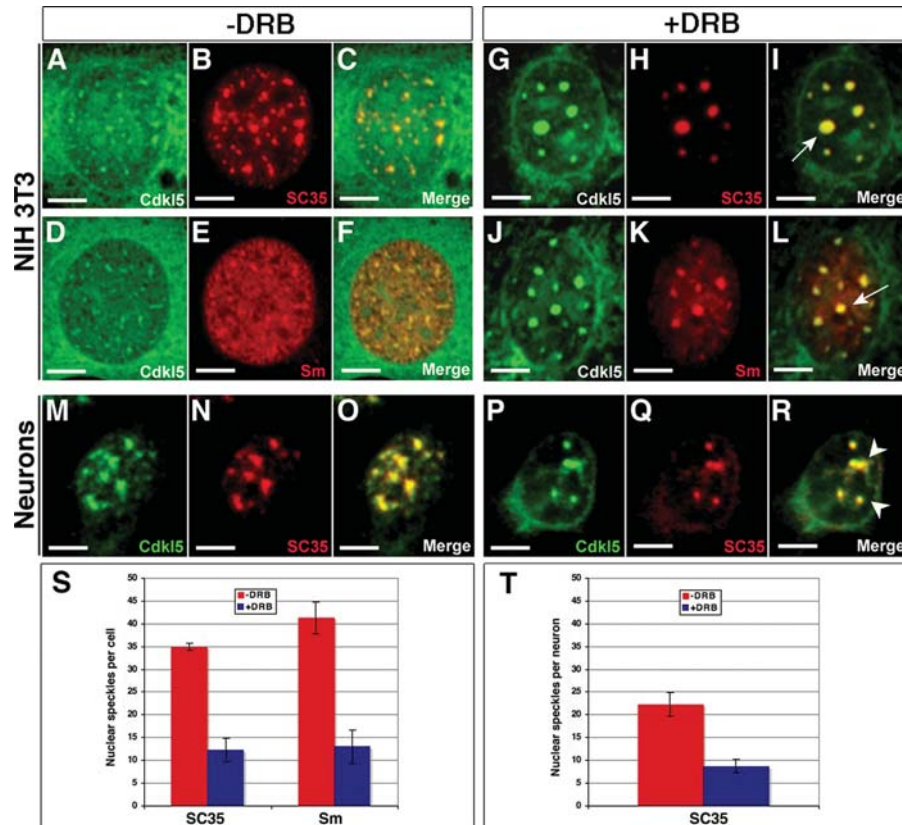 -DRB
+DRB
NIH 3T3
A
Cdkl5
B
SC35
C
Merge
G
Cdkl5
H
SC35
I
Merge
D
Cdkl5
E
Sm
F
Merge
J
Cdkl5
K
Sm
L
Merge
Neurons
M
Cdkl5
N
SC35
O
Merge
P
Cdkl5
Q
SC35
R
Merge
S
Nuclear speckles per cell
50
45
40
35
30
25
20
15
10
5
0
-DRB
+DRB
SC35
Sm
T
Nuclear speckles per neuron
50
45
40
35
30
25
20
15
10
5
0
-DRB
+DRB
SC35